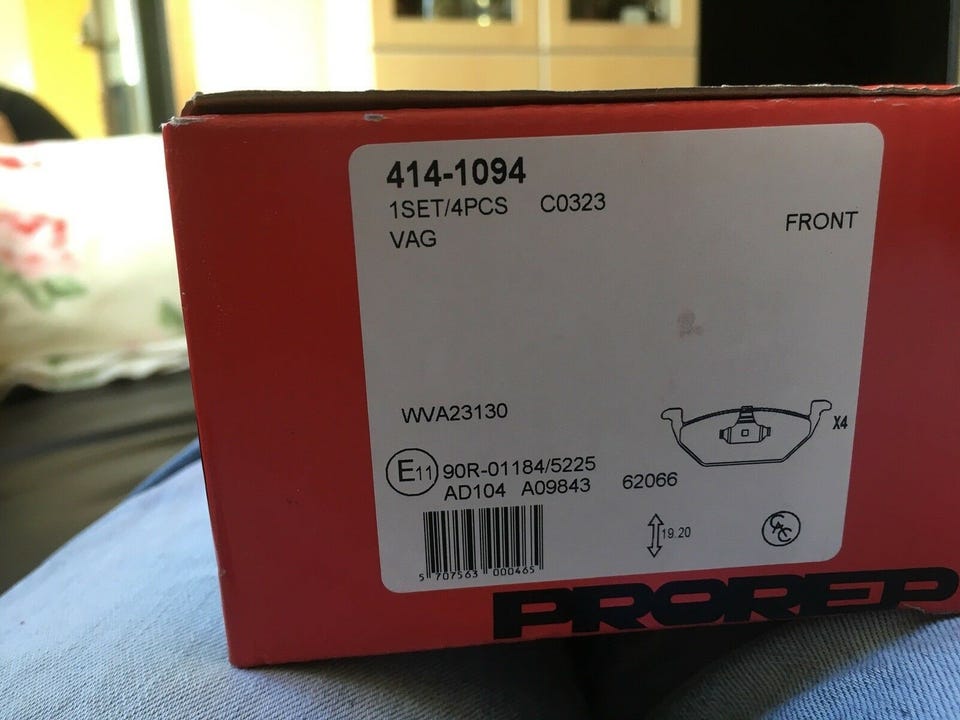 414-1094
1SET/4PCS C0323
VAG
FRONT
WVA23130
X4
E11 90R-01184/5225
AD104 A09843 62066
19.20
CAC
5 707563 000465
PROREP